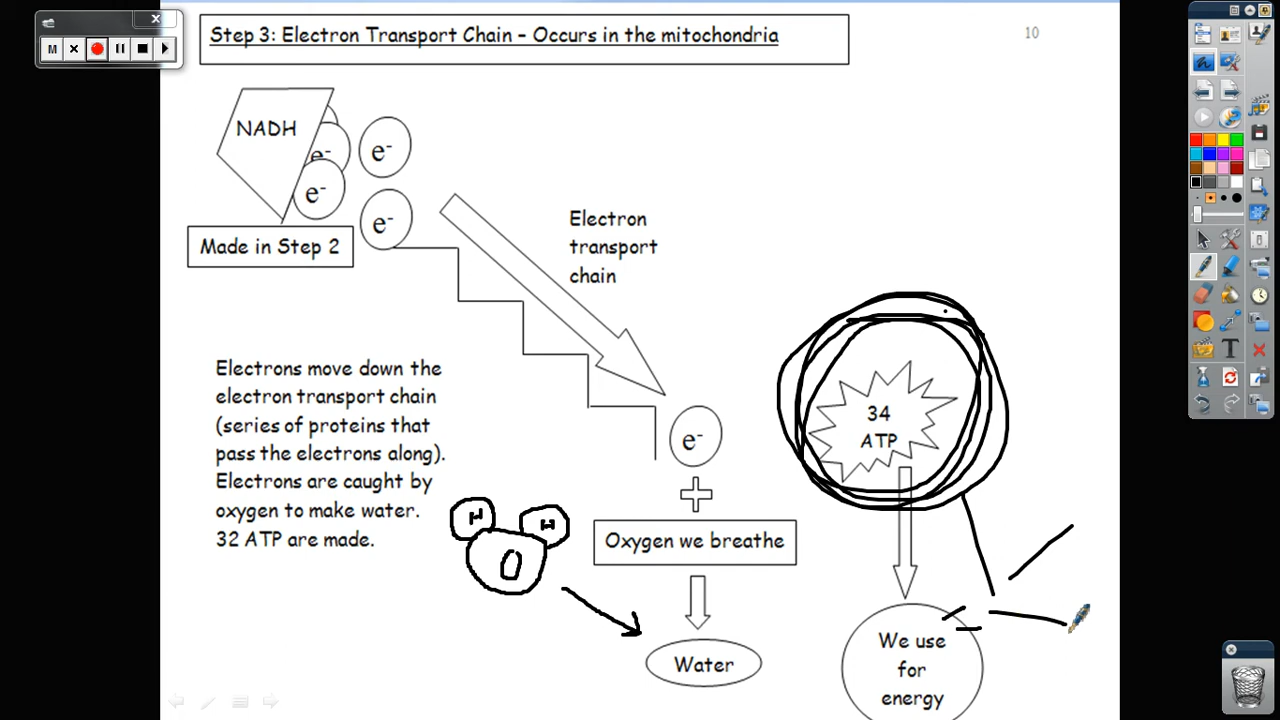 M
Step 3: Electron Transport Chain – Occurs in the mitochondria
10
NADH
e-
e-
e-
e-
Made in Step 2
Electron
transport
chain
Electrons move down the
electron transport chain
(series of proteins that
pass the electrons along).
Electrons are caught by
oxygen to make water.
32 ATP are made.
e-
34
ATP
H
H
O
Oxygen we breathe
Water
We use
for
energy
T